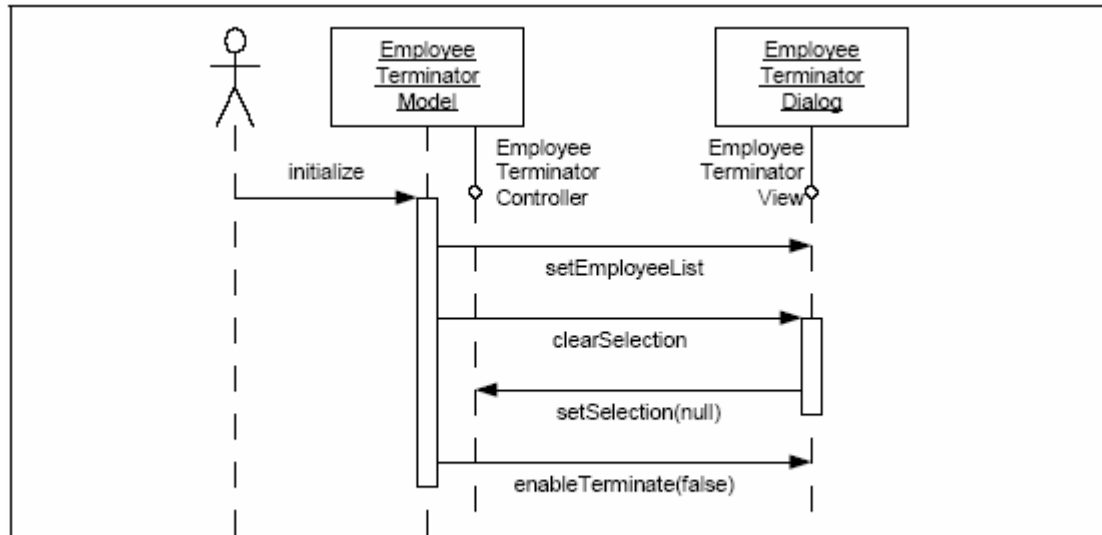 Employee
Terminator
Model
Employee
Terminator
Dialog
Employee
Terminator
Controller
Employee
Terminator
View
initialize
setEmployeeList
clearSelection
setSelection(null)
enableTerminate(false)